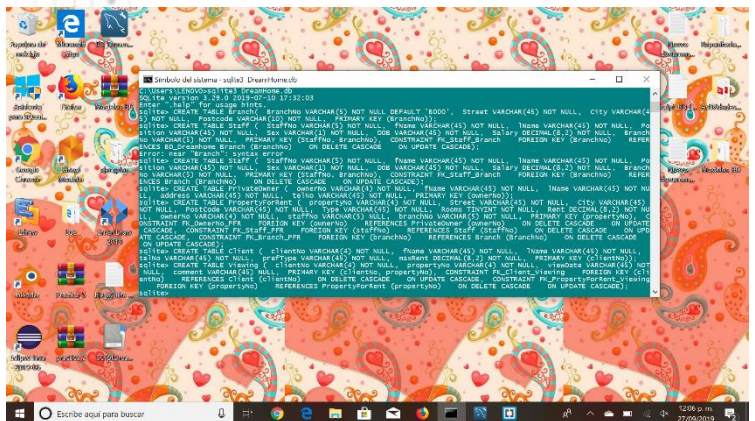 Símbolo del sistema - sqlite3 DreamHome.db
C:\Users\LENOVO>sqlite3 DreamHome.db
SQLite version 3.29.0 2019-07-10 17:32:03
Enter ".help" for usage hints.
sqlite> CREATE TABLE Branch( BranchNo VARCHAR(5) NOT NULL DEFAULT 'B000', Street VARCHAR(45) NOT NULL, City VARCHAR(4
5) NOT NULL, Postcode VARCHAR(10) NOT NULL, PRIMARY KEY (BranchNo));
sqlite> CREATE TABLE Staff ( StaffNo VARCHAR(5) NOT NULL, fName VARCHAR(45) NOT NULL, lName VARCHAR(45) NOT NULL, Po
sition VARCHAR(45) NOT NULL, Sex VARCHAR(1) NOT NULL, DOB VARCHAR(45) NOT NULL, Salary DECIMAL(8,2) NOT NULL, Branch
No VARCHAR(5) NOT NULL, PRIMARY KEY (StaffNo, BranchNo), CONSTRAINT FK_Staff_Branch FOREIGN KEY (BranchNo) REFERE
NCES BD_DreamHome Branch (BranchNo) ON DELETE CASCADE ON UPDATE CASCADE);
Error: near "Branch": syntax error
sqlite> CREATE TABLE Staff ( StaffNo VARCHAR(5) NOT NULL, fName VARCHAR(45) NOT NULL, lName VARCHAR(45) NOT NULL, Po
sition VARCHAR(45) NOT NULL, Sex VARCHAR(1) NOT NULL, DOB VARCHAR(45) NOT NULL, Salary DECIMAL(8,2) NOT NULL, Branch
No VARCHAR(5) NOT NULL, PRIMARY KEY (StaffNo, BranchNo), CONSTRAINT FK_Staff_Branch FOREIGN KEY (BranchNo) REFER
ENCES Branch (BranchNo) ON DELETE CASCADE ON UPDATE CASCADE);
sqlite> CREATE TABLE PrivateOwner ( ownerNo VARCHAR(4) NOT NULL, fName VARCHAR(45) NOT NULL, lName VARCHAR(45) NOT NU
LL, address VARCHAR(45) NOT NULL, telNo VARCHAR(45) NOT NULL, PRIMARY KEY (ownerNo));
sqlite> CREATE TABLE PropertyForRent ( propertyNo VARCHAR(4) NOT NULL, Street VARCHAR(45) NOT NULL, City VARCHAR(45)
NOT NULL, Postcode VARCHAR(10) NOT NULL, Type VARCHAR(45) NOT NULL, Rooms TINYINT NOT NULL, Rent DECIMAL(8,2) NOT NU
LL, ownerNo VARCHAR(4) NOT NULL, staffNo VARCHAR(5) NULL, branchNo VARCHAR(5) NOT NULL, PRIMARY KEY (propertyNo), C
ONSTRAINT FK_OwnerNo_PFR FOREIGN KEY (ownerNo) REFERENCES PrivateOwner (ownerNo) ON DELETE CASCADE ON UPDATE
CASCADE, CONSTRAINT FK_Staff_PFR FOREIGN KEY (staffNo) REFERENCES Staff (StaffNo) ON DELETE CASCADE ON UPD
ATE CASCADE, CONSTRAINT FK_Branch_PFR FOREIGN KEY (branchNo) REFERENCES Branch (BranchNo) ON DELETE CASCADE
ON UPDATE CASCADE);
sqlite> CREATE TABLE Client ( clientNo VARCHAR(4) NOT NULL, fName VARCHAR(45) NOT NULL, lName VARCHAR(45) NOT NULL,
telNo VARCHAR(45) NOT NULL, prefType VARCHAR(45) NOT NULL, maxRent DECIMAL(8,2) NOT NULL, PRIMARY KEY (clientNo));
sqlite> CREATE TABLE Viewing ( clientNo VARCHAR(4) NOT NULL, propertyNo VARCHAR(4) NOT NULL, viewDate VARCHAR(45) NOT
NULL, comment VARCHAR(45) NULL, PRIMARY KEY (clientNo, propertyNo), CONSTRAINT FK_Client_Viewing FOREIGN KEY (cli
entNo) REFERENCES Client (clientNo) ON DELETE CASCADE ON UPDATE CASCADE, CONSTRAINT FK_PropertyForRent_Viewing
FOREIGN KEY (propertyNo) REFERENCES PropertyForRent (propertyNo) ON DELETE CASCADE ON UPDATE CASCADE);
sqlite>
Google
Chrome
Escribe aquí para buscar
12:06 p. m.
27/09/2019